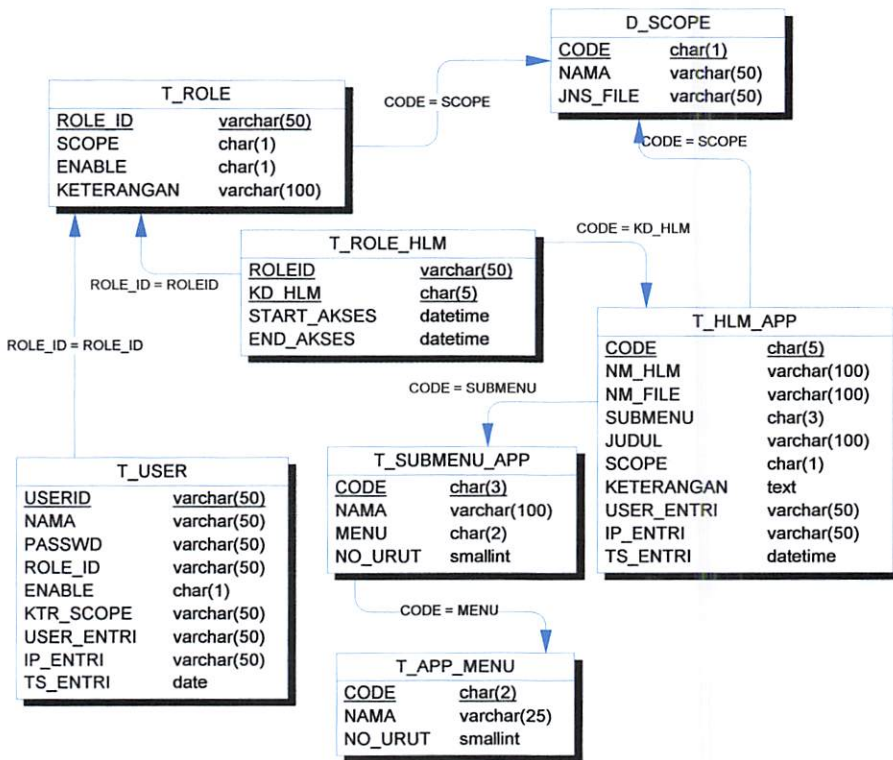 D_SCOPE
CODE char(1)
NAMA varchar(50)
JNS_FILE varchar(50)
T_ROLE
ROLE_ID varchar(50)
SCOPE char(1)
ENABLE char(1)
KETERANGAN varchar(100)
CODE = SCOPE
CODE = SCOPE
T_ROLE_HLM
ROLEID varchar(50)
KD_HLM char(5)
START_AKSES datetime
END_AKSES datetime
CODE = KD_HLM
ROLE_ID = ROLEID
ROLE_ID = ROLE_ID
T_HLM_APP
CODE char(5)
NM_HLM varchar(100)
NM_FILE varchar(100)
SUBMENU char(3)
JUDUL varchar(100)
SCOPE char(1)
KETERANGAN text
USER_ENTRI varchar(50)
IP_ENTRI varchar(50)
TS_ENTRI datetime
CODE = SUBMENU
T_SUBMENU_APP
CODE char(3)
NAMA varchar(100)
MENU char(2)
NO_URUT smallint
T_USER
USERID varchar(50)
NAMA varchar(50)
PASSWD varchar(50)
ROLE_ID varchar(50)
ENABLE char(1)
KTR_SCOPE varchar(50)
USER_ENTRI varchar(50)
IP_ENTRI varchar(50)
TS_ENTRI date
CODE = MENU
T_APP_MENU
CODE char(2)
NAMA varchar(25)
NO_URUT smallint